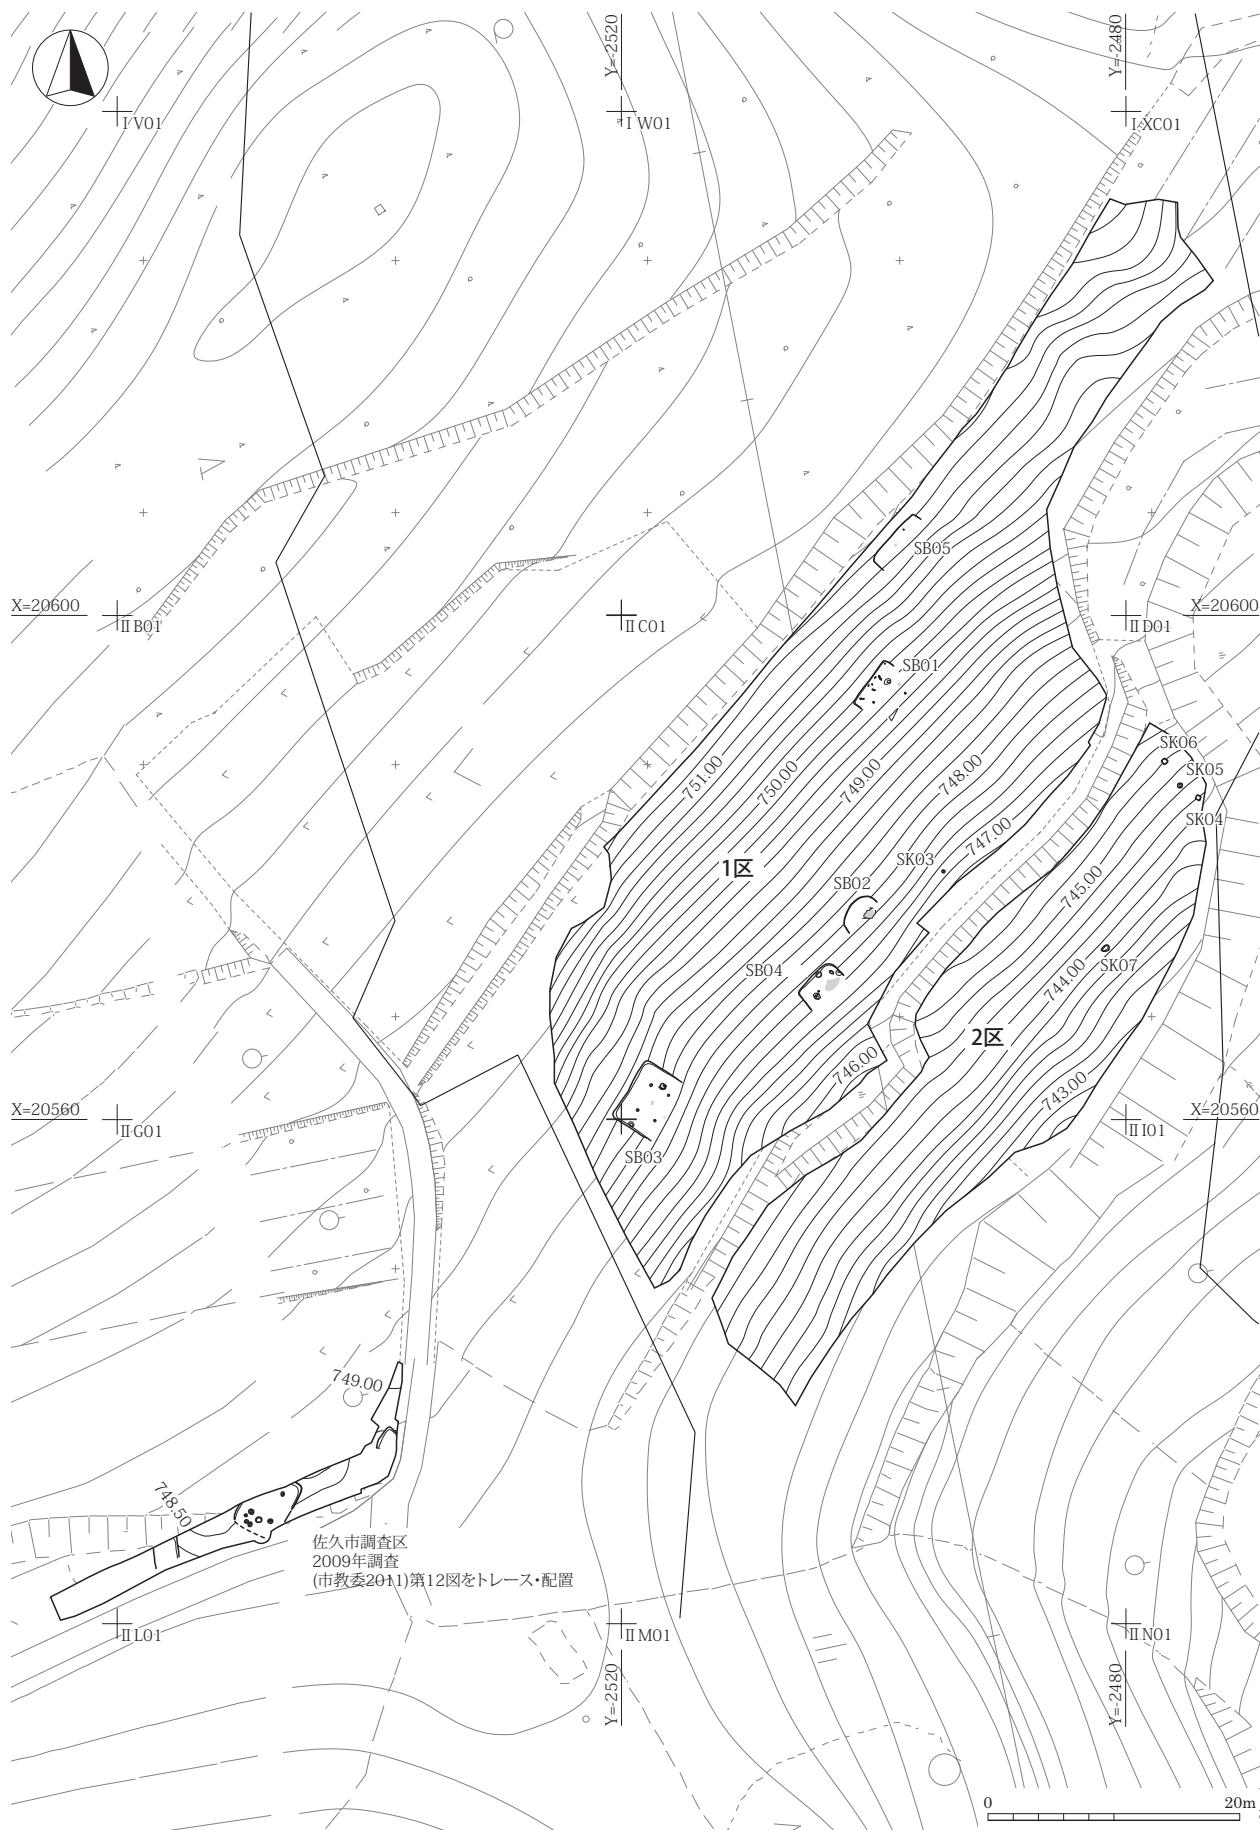 Y=-2520
Y=-2480
I V01
I W01
I XC01
SB05
X=20600
X=20600
II B01
II C01
II D01
SB01
SK06
SK05
SK04
751.00
750.00
749.00
748.00
747.00
1区
SK03
SB02
745.00
SB04
SK07
744.00
2区
746.00
743.00
X=20560
X=20560
II G01
II I01
SB03
749.00
748.50
佐久市調査区
2009年調査
(市教委2011)第12図をトレース・配置
II L01
II M01
II N01
Y=-2520
Y=-2480
0 20m